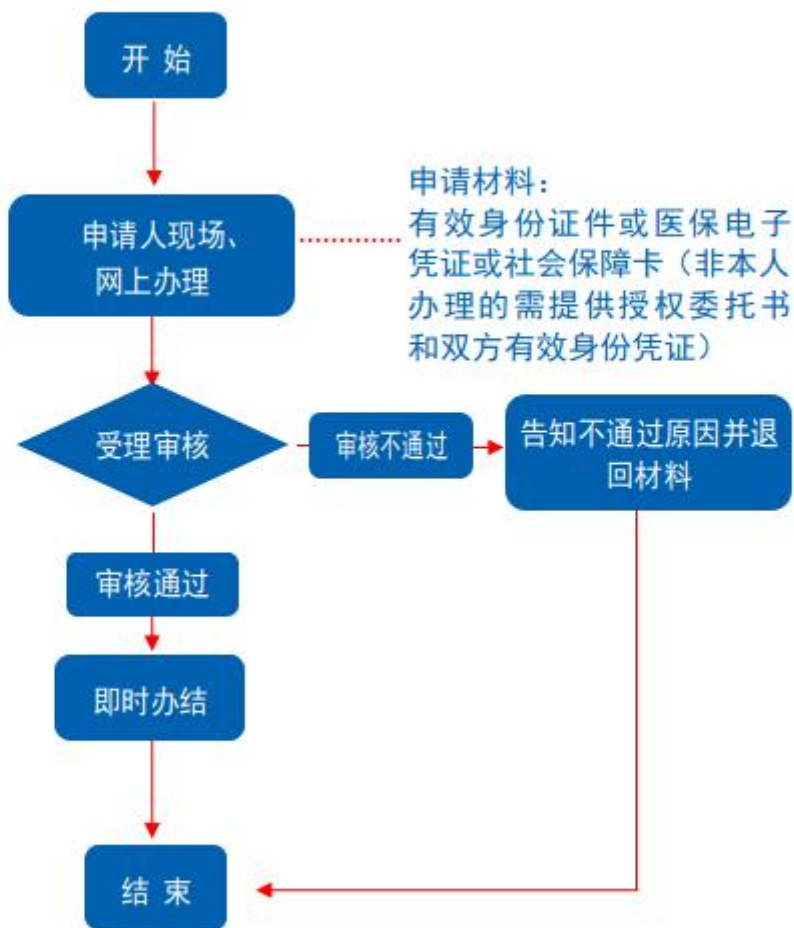 开 始
申请人现场、
网上办理
申请材料：
有效身份证件或医保电子
凭证或社会保障卡（非本人
办理的需提供授权委托书
和双方有效身份凭证）
受理审核
审核不通过
告知不通过原因并退
回材料
审核通过
即时办结
结 束